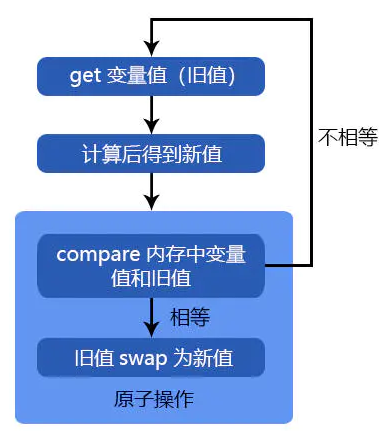 get 变量值（旧值）
计算后得到新值
不相等
compare 内存中变量
值和旧值
相等
旧值 swap 为新值
原子操作